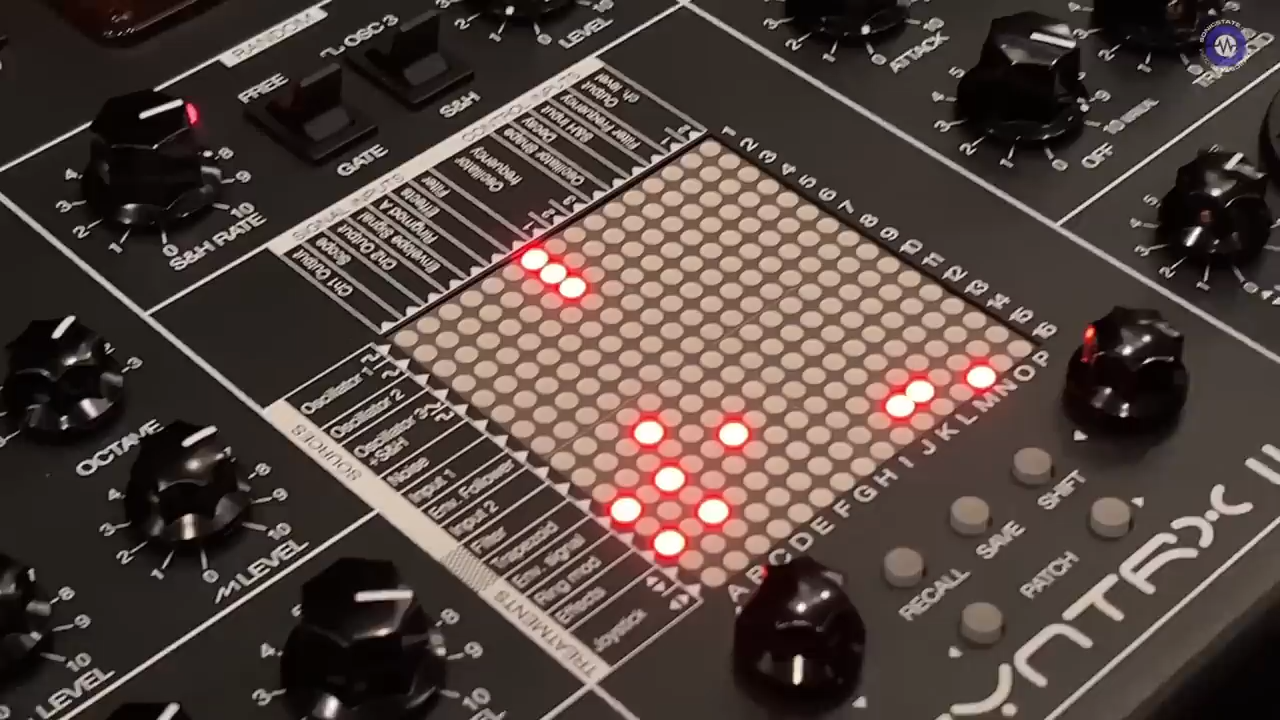 RANDOM
OSC 3
FREE
GATE
S&H
LEVEL
S&H RATE
ATTACK
OFF
SIGNAL INPUTS
CONTROL INPUTS
Ch1 Output
Scope
Ch2 Output
Envelope Signal
Ringmod A
Effects
Filter
Oscillator frequency
Oscillator Shape
Decay
S&H Input
Filter Frequency
Output
ch. level
1 2 3 4 5 6 7 8 9 10 11 12 13 14 15 16
A B C D E F G H I J K L M N O P
SOURCES
Oscillator 1
Oscillator 2
Oscillator 3
+S&H
Noise
Input 1
Env. Follower
Input 2
Filter
Trapezoid
Env. signal
Ring mod
Effects
Joystick
TREATMENTS
OCTAVE
LEVEL
LEVEL
SHIFT
SAVE
RECALL
PATCH
SONICSTATE